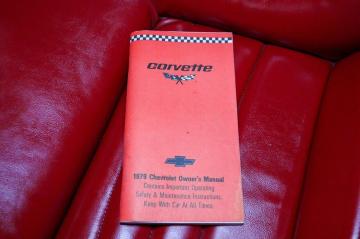 corvette
1979 Chevrolet Owner's Manual
Contains Important Operating
Safety & Maintenance Instructions.
Keep With Car At All Times.